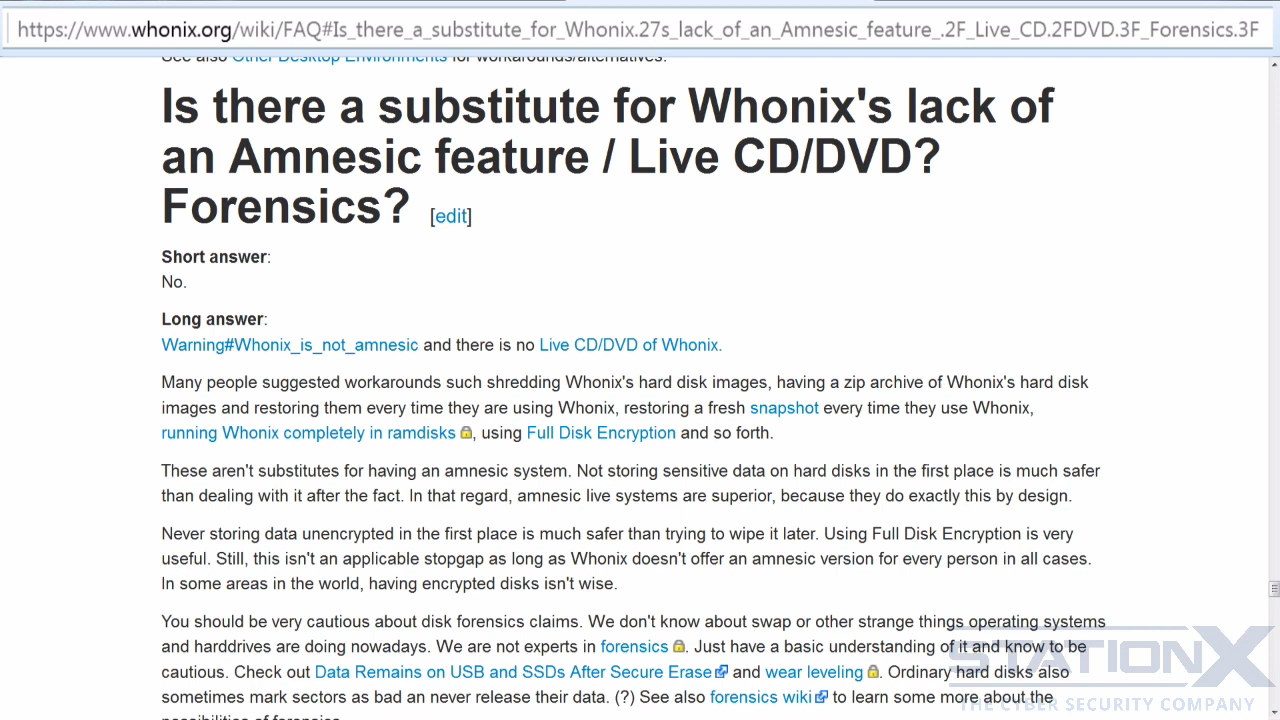 https://www.whonix.org/wiki/FAQ#Is_there_a_substitute_for_Whonix.27s_lack_of_an_Amnesic_feature_.2F_Live_CD.2FDVD.3F_Forensics.3F
See also Other Desktop Environments for workarounds/alternatives.
Is there a substitute for Whonix's lack of
an Amnesic feature / Live CD/DVD?
Forensics? [edit]
Short answer:
No.
Long answer:
Warning#Whonix_is_not_amnesic and there is no Live CD/DVD of Whonix.
Many people suggested workarounds such shredding Whonix's hard disk images, having a zip archive of Whonix's hard disk
images and restoring them every time they are using Whonix, restoring a fresh snapshot every time they use Whonix,
running Whonix completely in ramdisks, using Full Disk Encryption and so forth.
These aren't substitutes for having an amnesic system. Not storing sensitive data on hard disks in the first place is much safer
than dealing with it after the fact. In that regard, amnesic live systems are superior, because they do exactly this by design.
Never storing data unencrypted in the first place is much safer than trying to wipe it later. Using Full Disk Encryption is very
useful. Still, this isn't an applicable stopgap as long as Whonix doesn't offer an amnesic version for every person in all cases.
In some areas in the world, having encrypted disks isn't wise.
You should be very cautious about disk forensics claims. We don't know about swap or other strange things operating systems
and harddrives are doing nowadays. We are not experts in forensics. Just have a basic understanding of it and know to be
cautious. Check out Data Remains on USB and SSDs After Secure Erase and wear leveling. Ordinary hard disks also
sometimes mark sectors as bad an never release their data. (?) See also forensics wiki to learn some more about the
possibilities of forensics.
STATIONX
THE CYBER SECURITY COMPANY